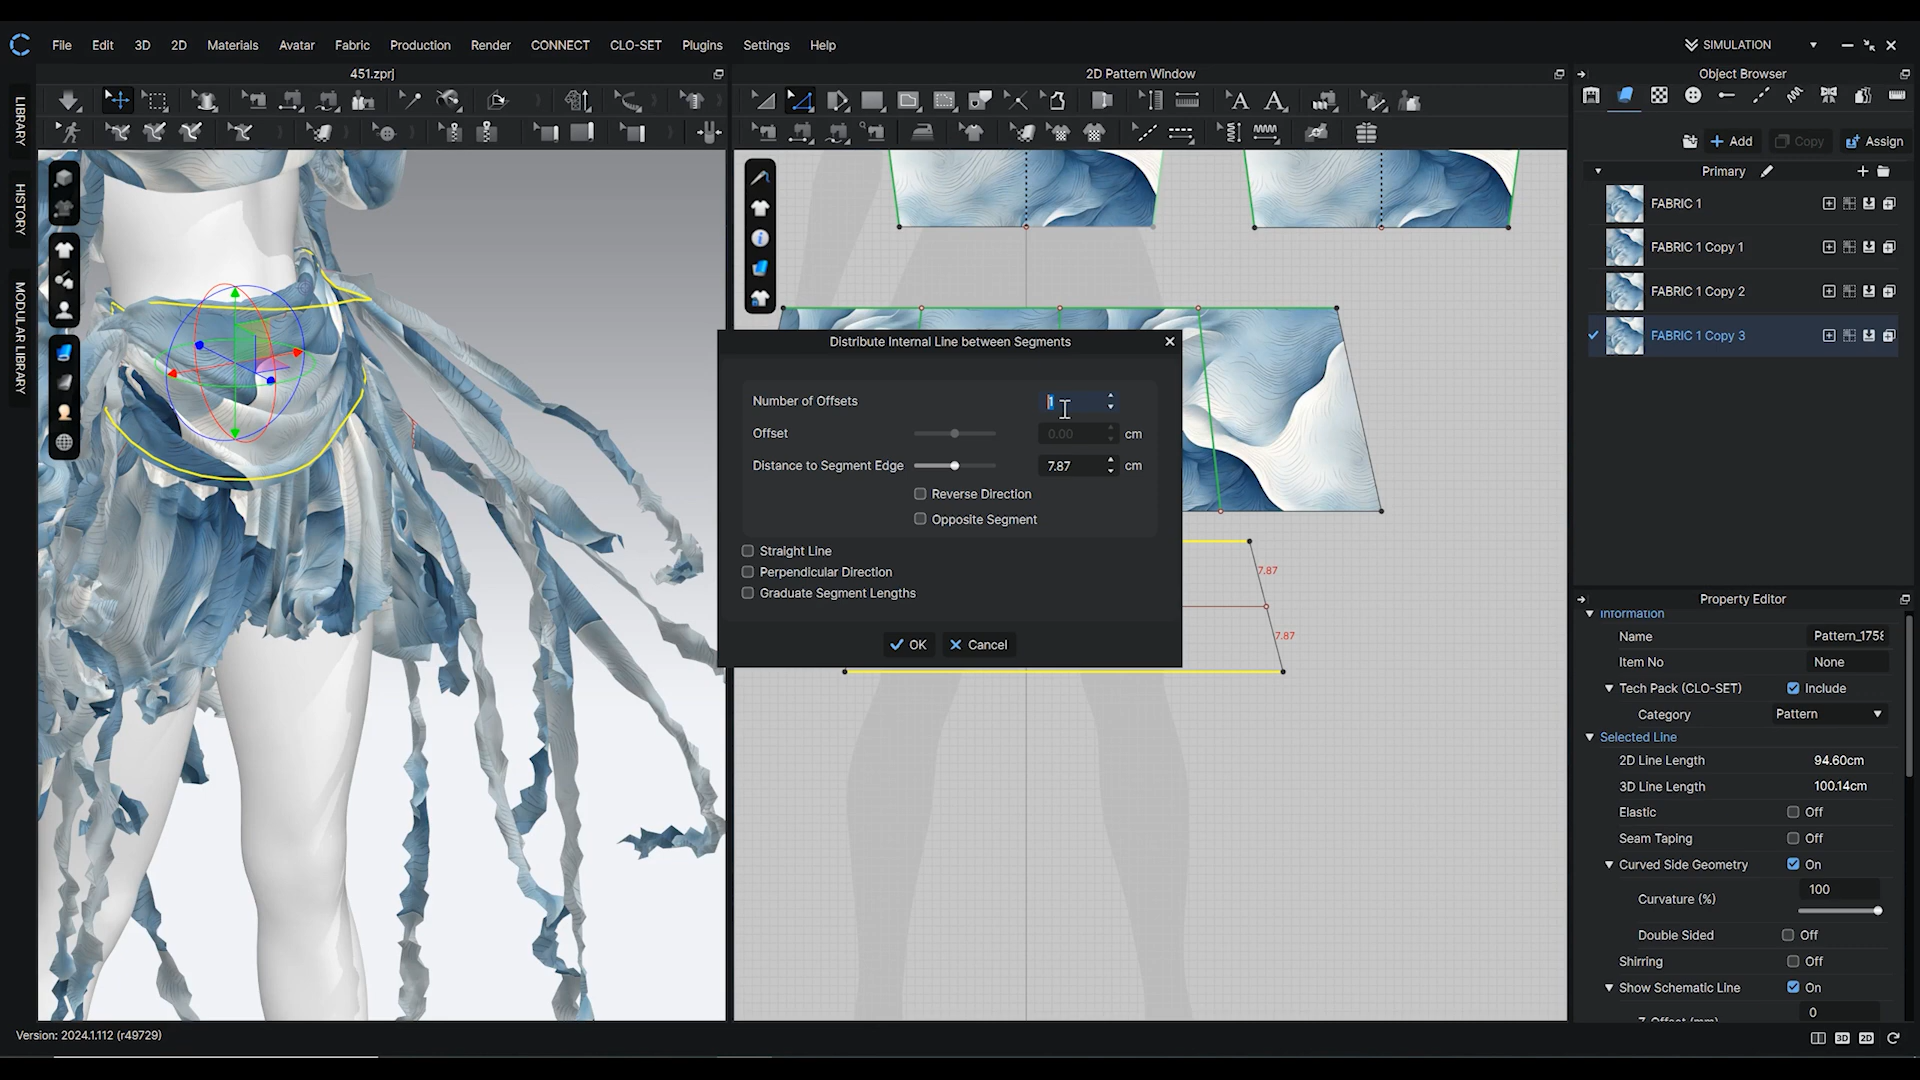 File Edit 3D 2D Materials Avatar Fabric Production Render CONNECT CLO-SET Plugins Settings Help
SIMULATION
451.zprj
2D Pattern Window
Object Browser
LIBRARY
HISTORY
MODULAR LIBRARY
Add Copy Assign
Primary
FABRIC 1
FABRIC 1 Copy 1
FABRIC 1 Copy 2
FABRIC 1 Copy 3
Distribute Internal Line between Segments
Number of Offsets 1
Offset 0.00 cm
Distance to Segment Edge 7.87 cm
Reverse Direction
Opposite Segment
Straight Line
Perpendicular Direction
Graduate Segment Lengths
OK Cancel
7.87
7.87
Property Editor
Information
Name Pattern_1758
Item No None
Tech Pack (CLO-SET) Include
Category Pattern
Selected Line
2D Line Length 94.60cm
3D Line Length 100.14cm
Elastic Off
Seam Taping Off
Curved Side Geometry On
Curvature (%) 100
Double Sided Off
Shirring Off
Show Schematic Line On
Z-Offset (mm) 0
Version: 2024.1.112 (r49729)
3D 2D